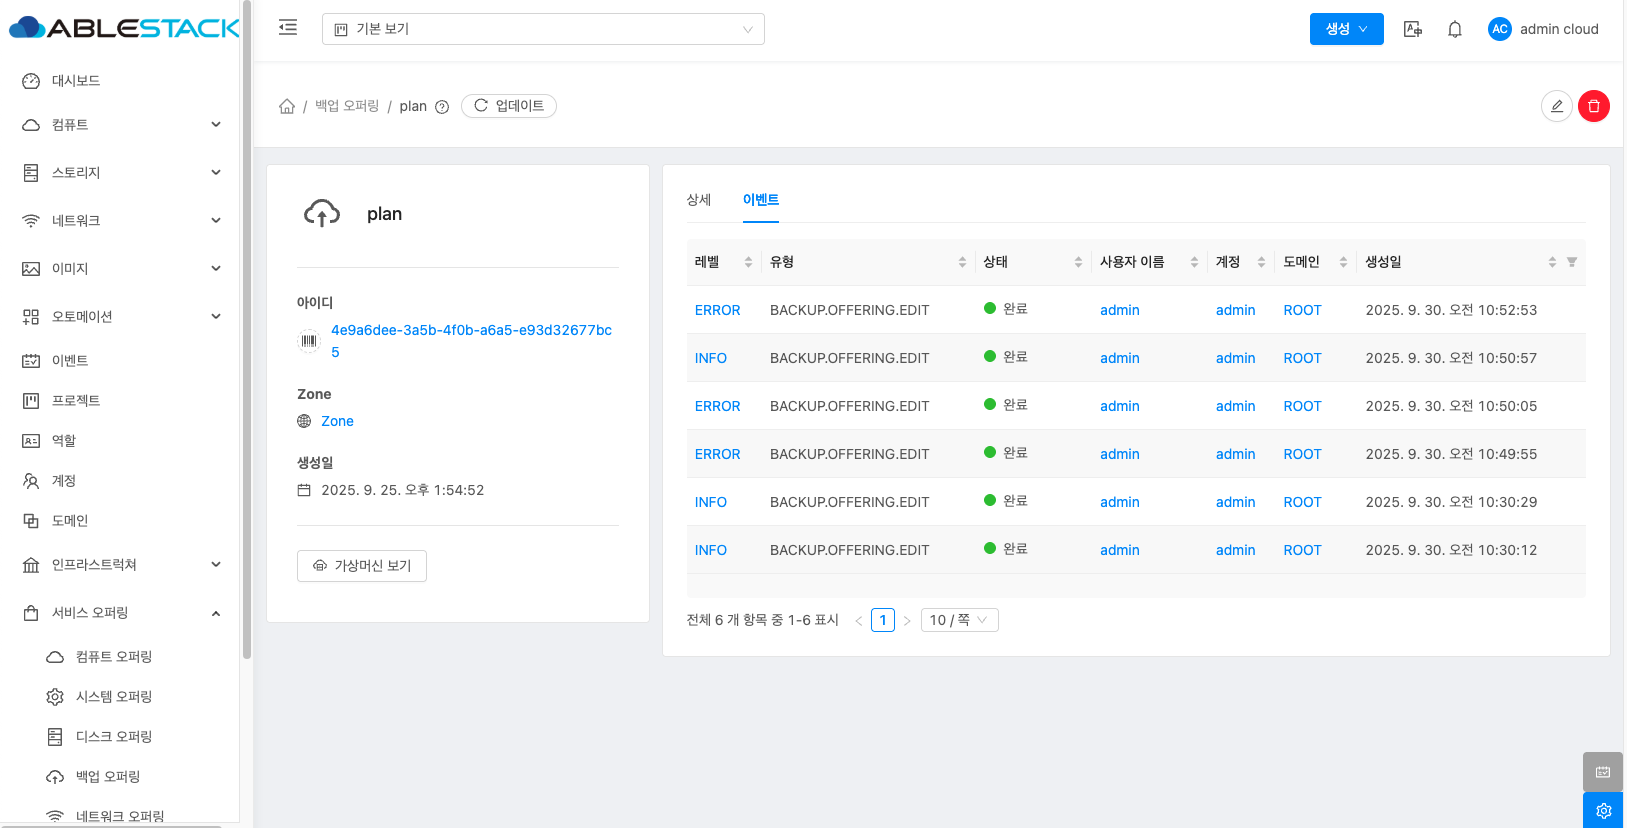 ABLESTACK
기본 보기
생성
AC
admin cloud
대시보드
컴퓨트
스토리지
네트워크
이미지
오토메이션
이벤트
프로젝트
역할
계정
도메인
인프라스트럭쳐
서비스 오퍼링
컴퓨트 오퍼링
시스템 오퍼링
디스크 오퍼링
백업 오퍼링
네트워크 오퍼링
/ 백업 오퍼링 / plan
업데이트
plan
아이디
4e9a6dee-3a5b-4f0b-a6a5-e93d32677bc
5
Zone
Zone
생성일
2025. 9. 25. 오후 1:54:52
가상머신 보기
상세 이벤트
레벨 유형 상태 사용자 이름 계정 도메인 생성일
ERROR BACKUP.OFFERING.EDIT 완료 admin admin ROOT 2025. 9. 30. 오전 10:52:53
INFO BACKUP.OFFERING.EDIT 완료 admin admin ROOT 2025. 9. 30. 오전 10:50:57
ERROR BACKUP.OFFERING.EDIT 완료 admin admin ROOT 2025. 9. 30. 오전 10:50:05
ERROR BACKUP.OFFERING.EDIT 완료 admin admin ROOT 2025. 9. 30. 오전 10:49:55
INFO BACKUP.OFFERING.EDIT 완료 admin admin ROOT 2025. 9. 30. 오전 10:30:29
INFO BACKUP.OFFERING.EDIT 완료 admin admin ROOT 2025. 9. 30. 오전 10:30:12
전체 6 개 항목 중 1-6 표시 < 1 > 10 / 쪽